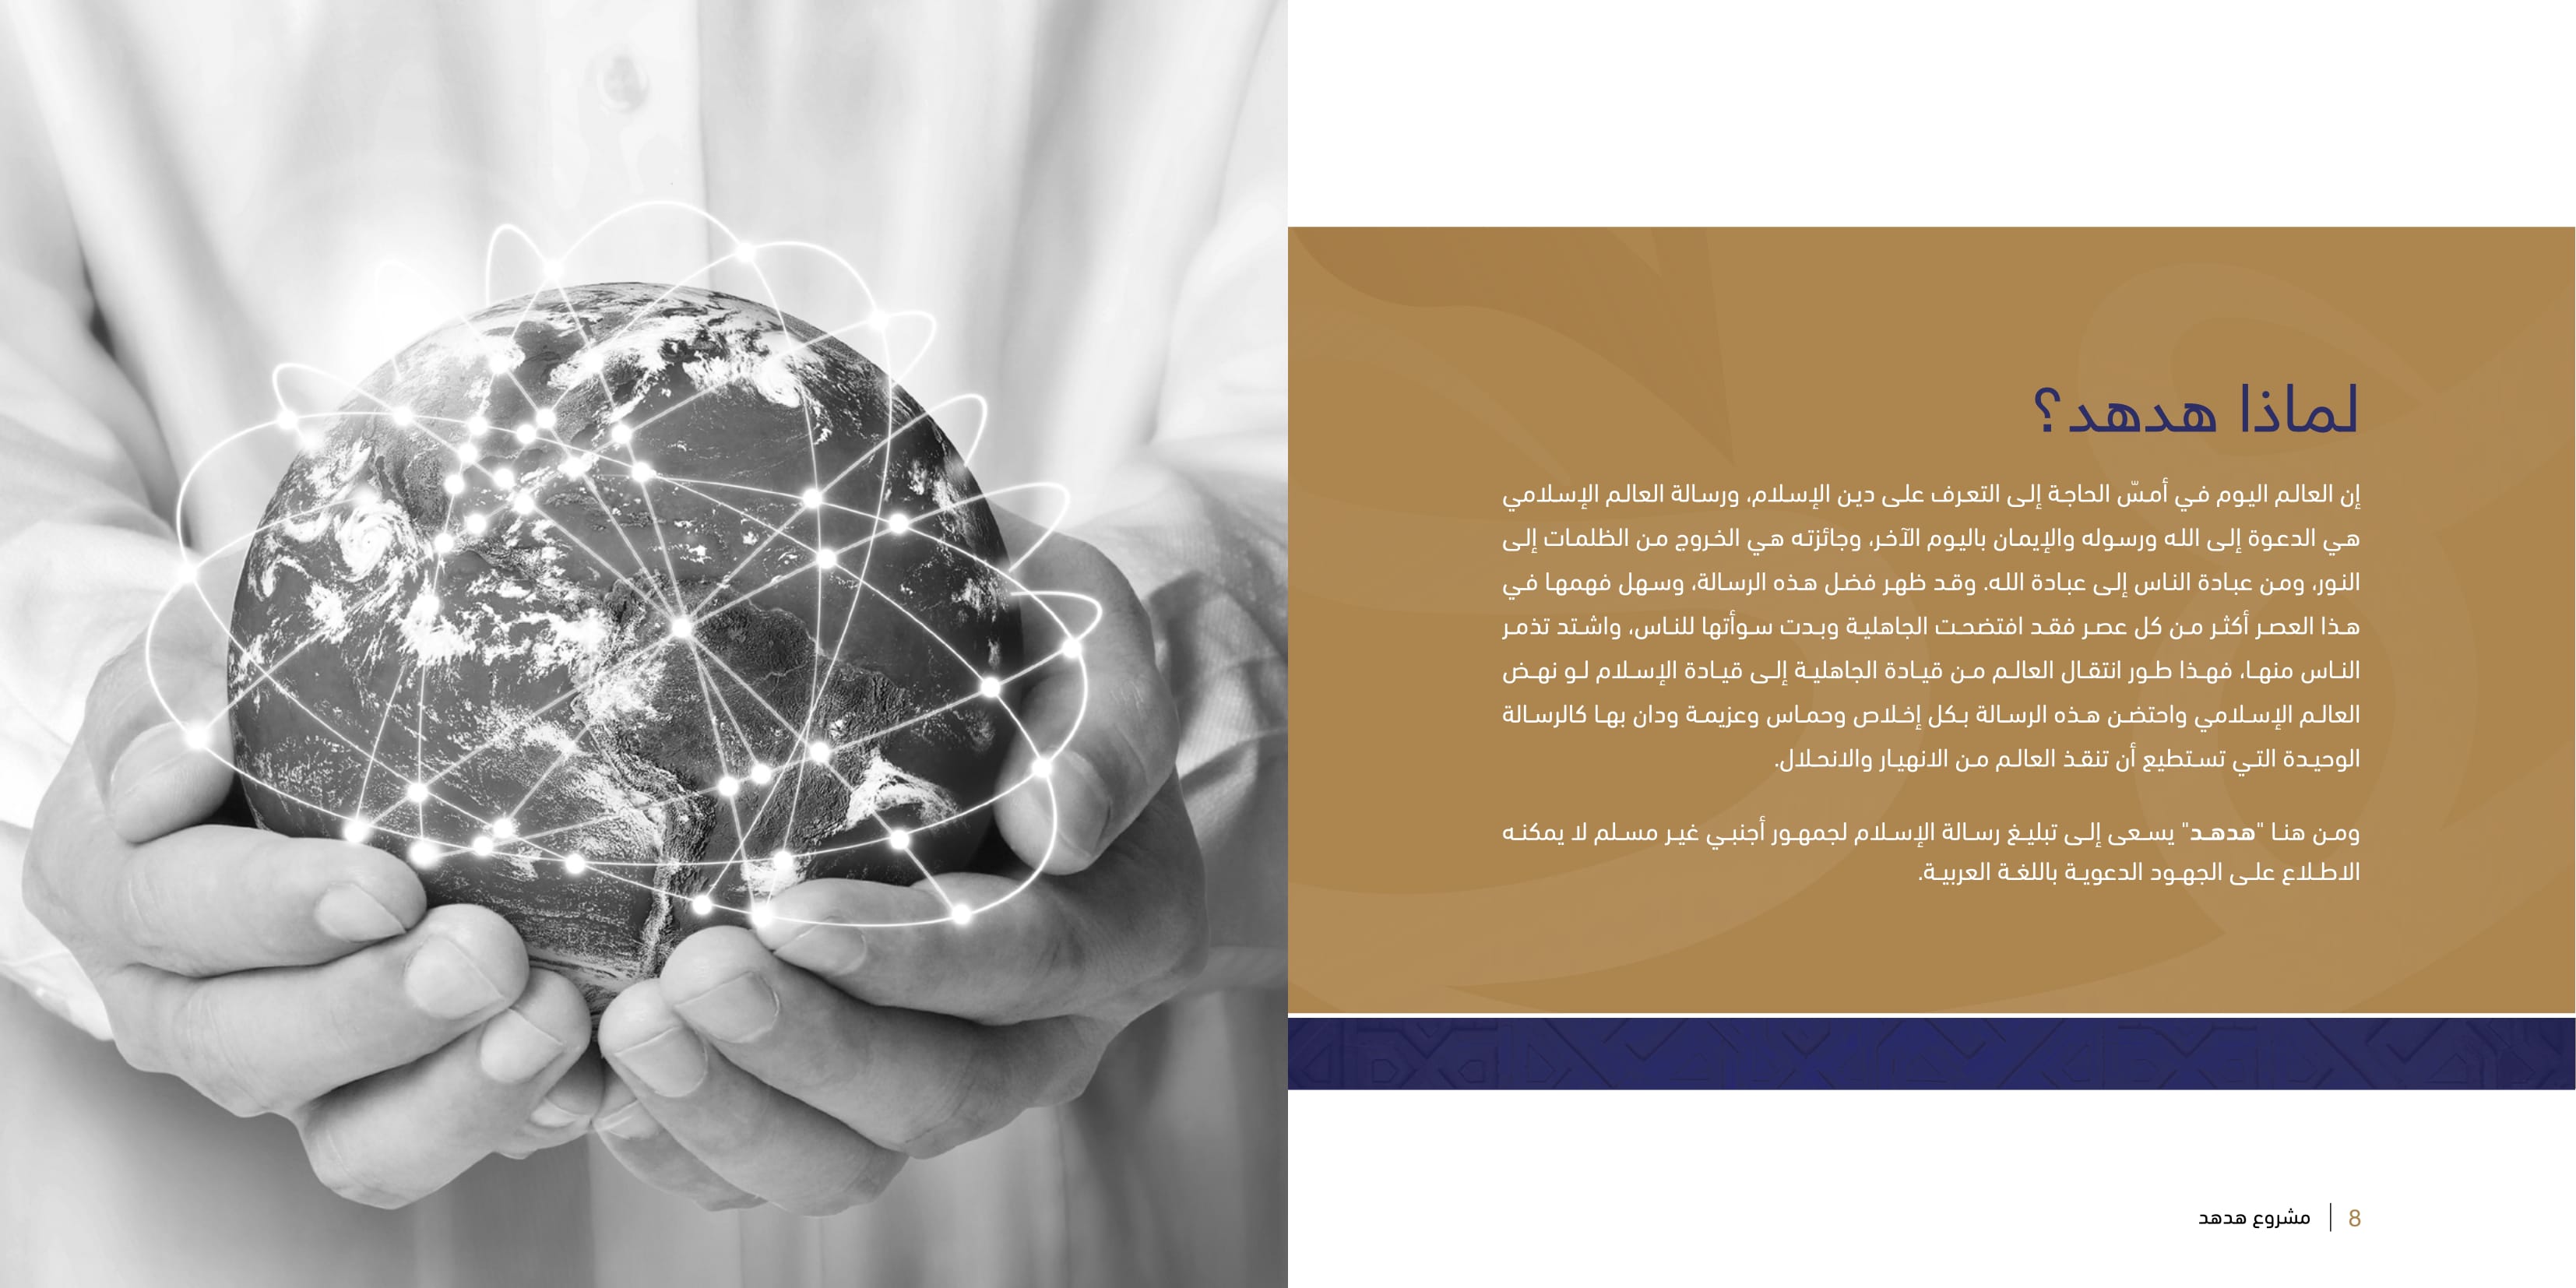 لماذا هدهد؟
إن العالم اليوم في أمسّ الحاجة إلى التعرف على دين الإسلام، ورسالة العالم الإسلامي
هي الدعوة إلى الله ورسوله والإيمان باليوم الآخر، وجائزته هي الخروج من الظلمات إلى
النور، ومن عبادة الناس إلى عبادة الله. وقد ظهر فضل هذه الرسالة، وسهل فهمها في
هذا العصر أكثر من كل عصر فقد افتضحت الجاهلية وبدت سوأتها للناس، واشتد تذمر
الناس منها، فهذا طور انتقال العالم من قيادة الجاهلية إلى قيادة الإسلام لو نهض
العالم الإسلامي واحتضن هذه الرسالة بكل إخلاص وحماس وعزيمة ودان بها كالرسالة
الوحيدة التي تستطيع أن تنقذ العالم من الانهيار والانحلال.
ومن هنا "هدهد" يسعى إلى تبليغ رسالة الإسلام لجمهور أجنبي غير مسلم لا يمكنه
الاطلاع على الجهود الدعوية باللغة العربية.
8 | مشروع هدهد